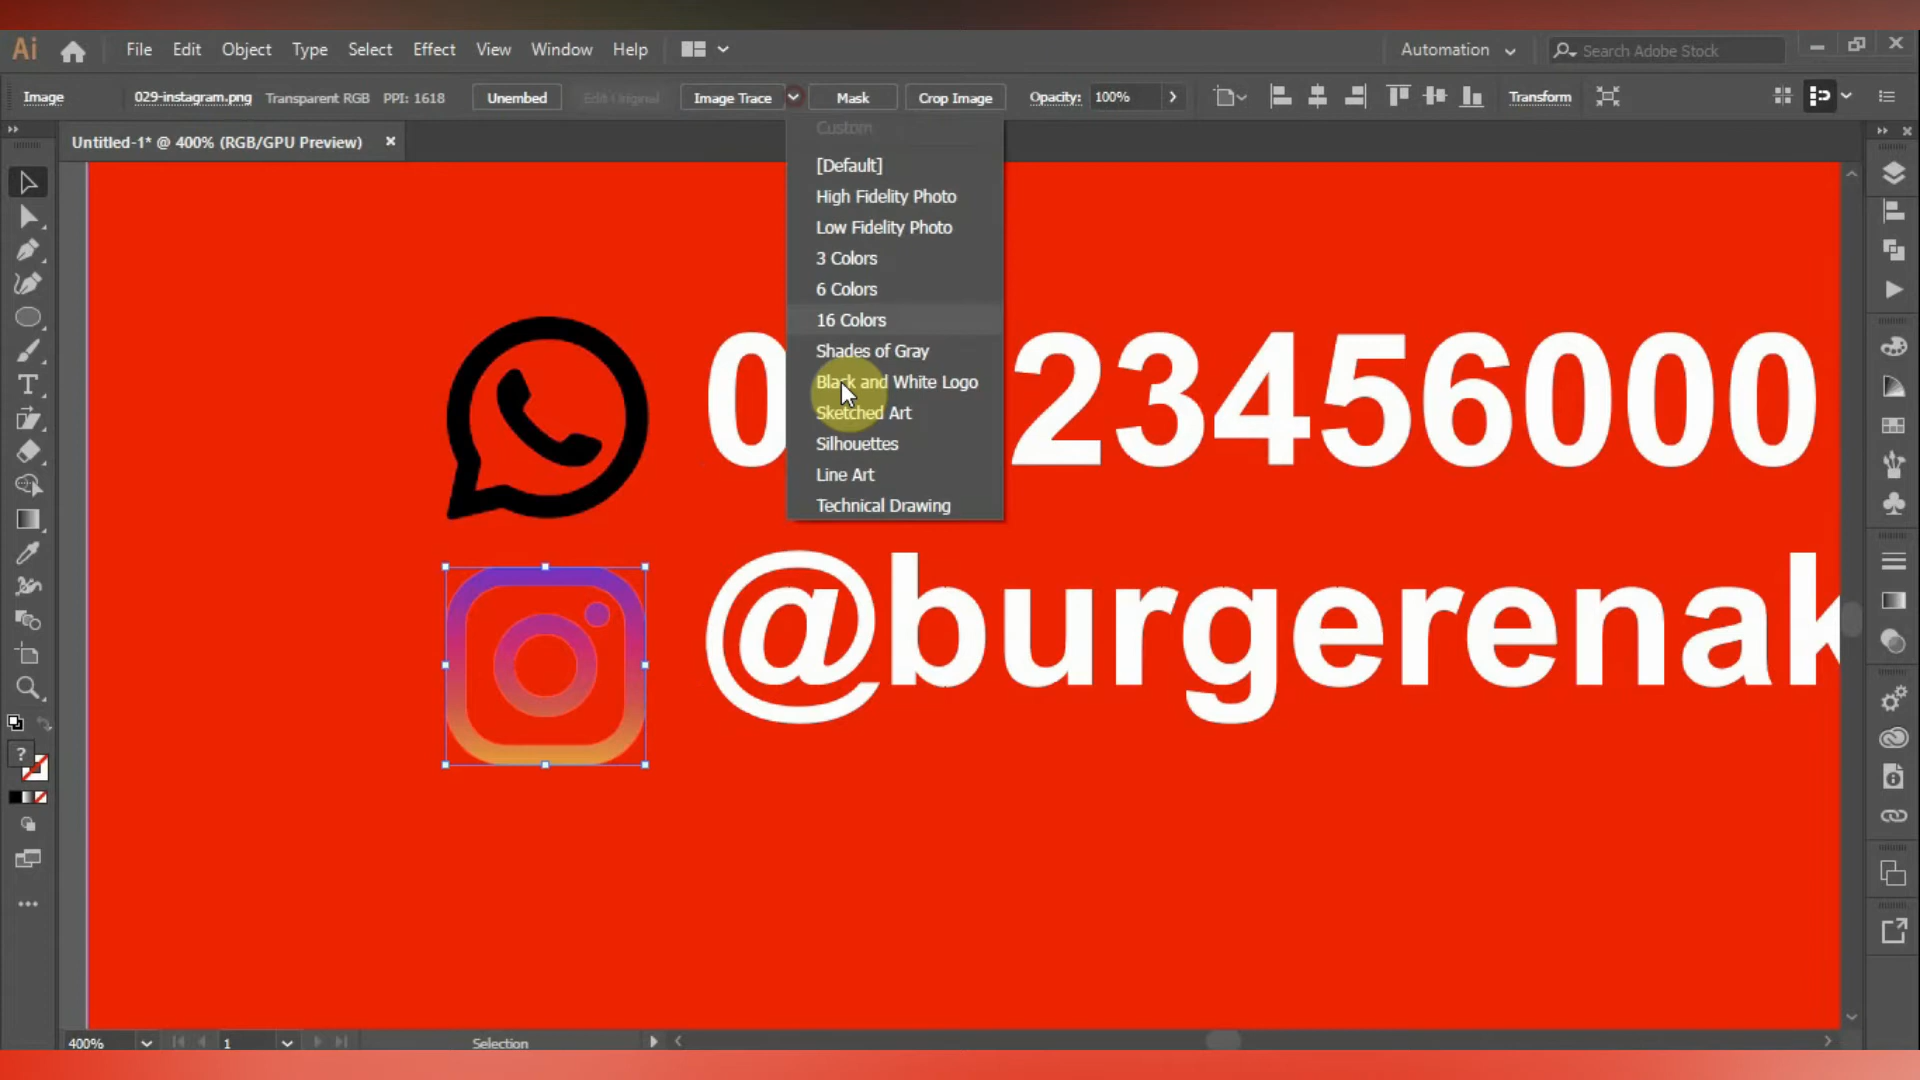 Ai File Edit Object Type Select Effect View Window Help Automation Search Adobe Stock
Image 029-instagram.png Transparent RGB PPI: 1618 Unembed Edit Original Image Trace Mask Crop Image Opacity: 100% Transform
Untitled-1* @ 400% (RGB/GPU Preview)
Custom
[Default]
High Fidelity Photo
Low Fidelity Photo
3 Colors
6 Colors
16 Colors
Shades of Gray
Black and White Logo
Sketched Art
Silhouettes
Line Art
Technical Drawing
0 23456000
@burgerenak
400% 1 Selection